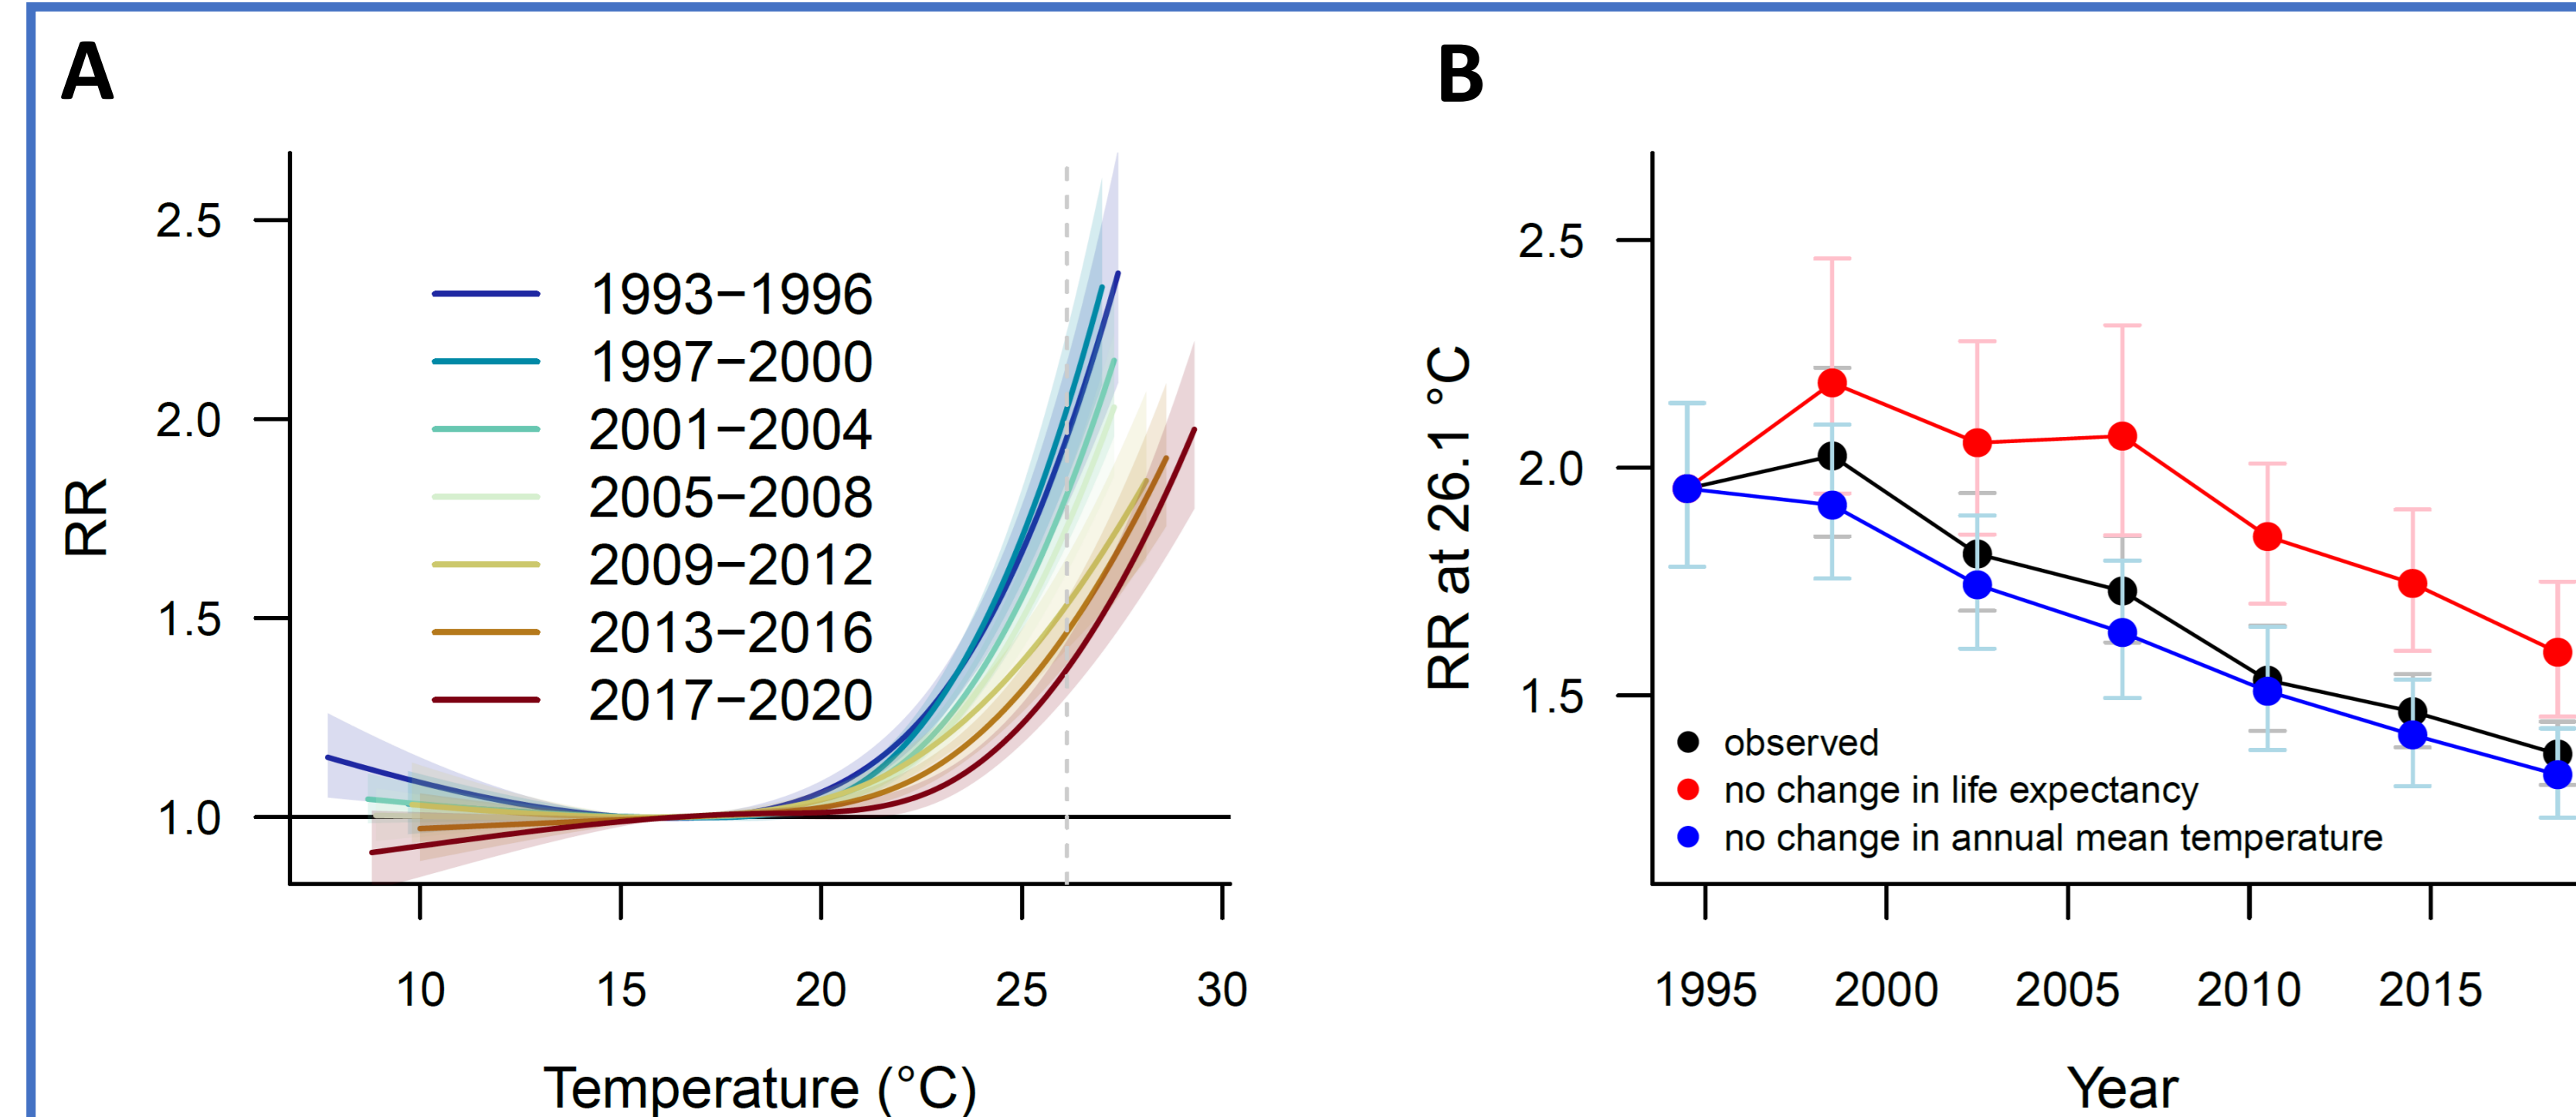 A
RR
2.5
2.0
1.5
1.0
1993−1996
1997−2000
2001−2004
2005−2008
2009−2012
2013−2016
2017−2020
10 15 20 25 30
Temperature (°C)
B
RR at 26.1 °C
2.5
2.0
1.5
observed
no change in life expectancy
no change in annual mean temperature
1995 2000 2005 2010 2015
Year